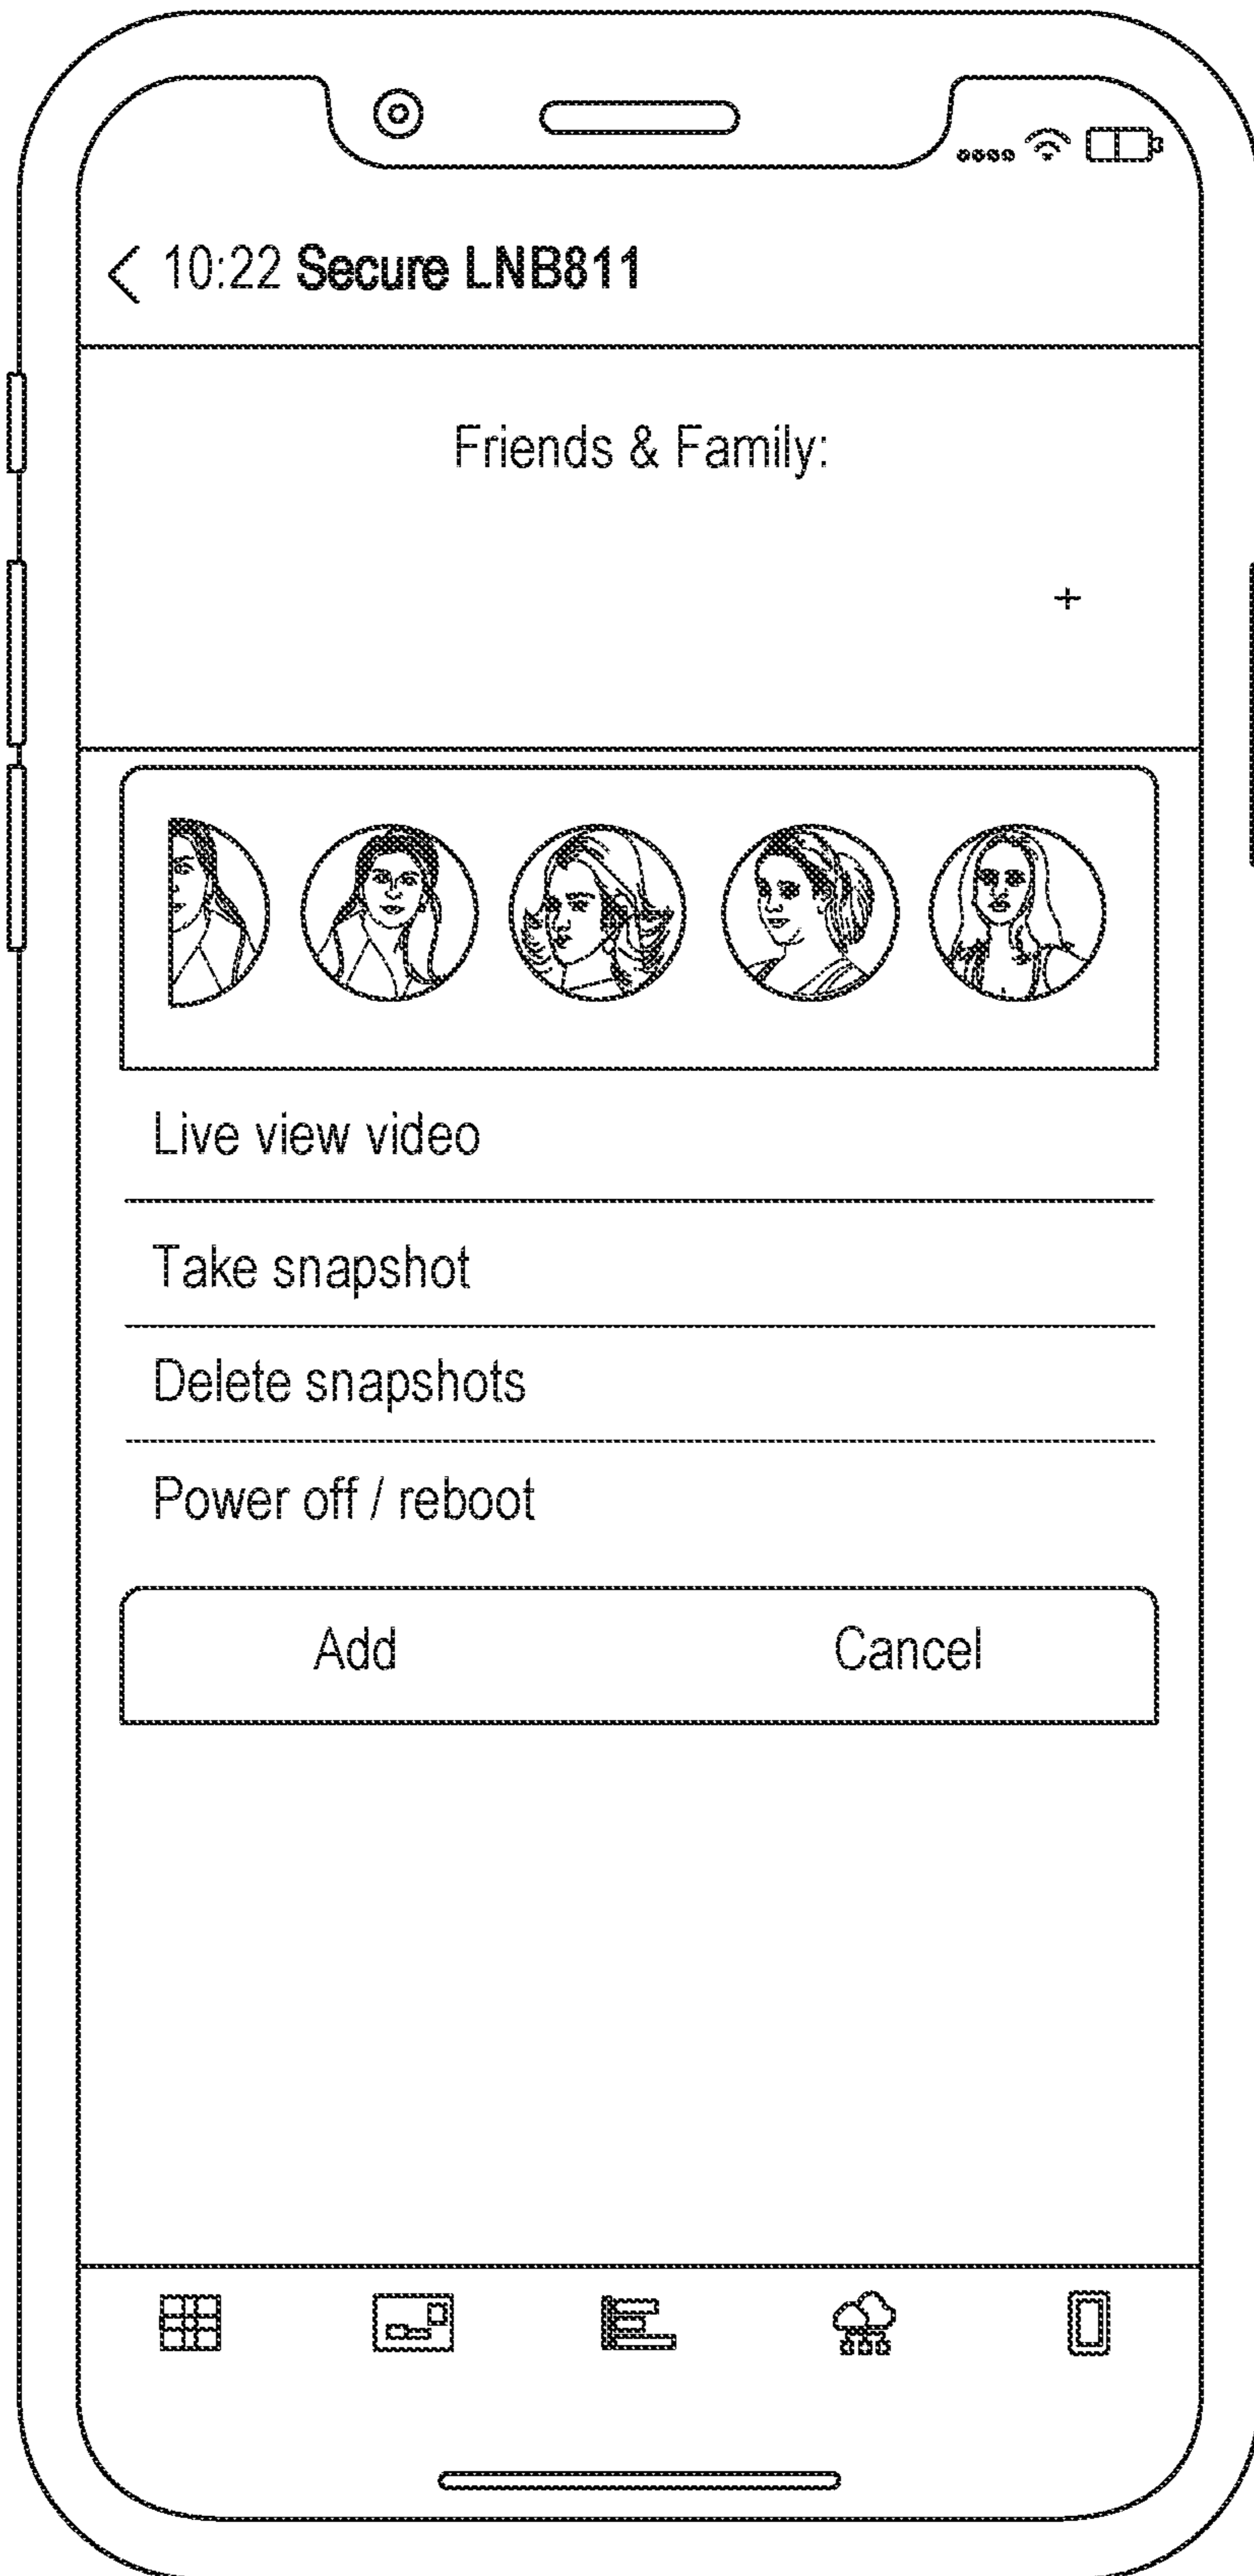 < 10:22 Secure LNB811
Friends & Family:
+
Live view video
Take snapshot
Delete snapshots
Power off / reboot
Add Cancel